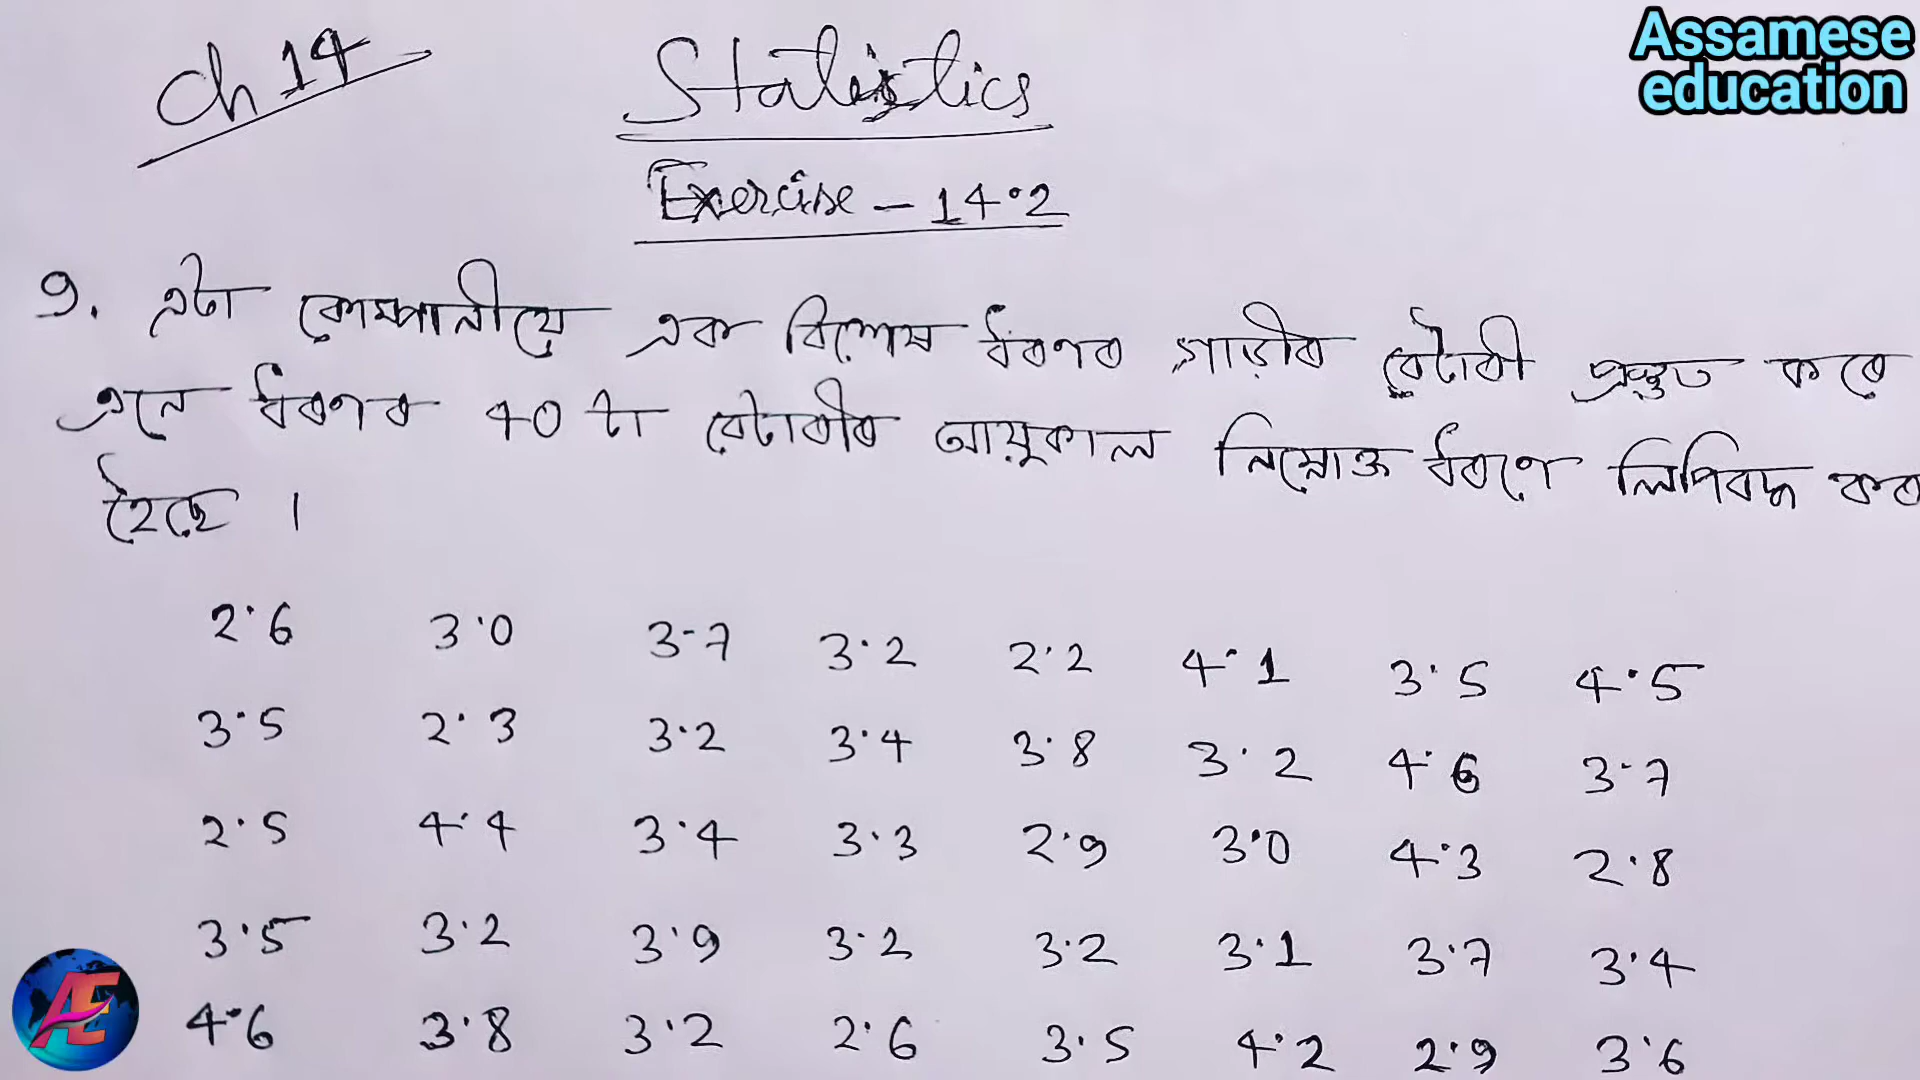 Assamese
education
Ch 14
Statistics
Exercise - 14.2
9. এটা কোম্পানীয়ে এক বিশেষ ধৰণৰ গাড়ীৰ বেটাৰী প্ৰস্তুত কৰে
এনে ধৰণৰ 40 টা বেটাৰীৰ আয়ুকাল নিম্নোক্ত ধৰণে লিপিবদ্ধ কৰা
হৈছে ।
2.6 3.0 3.7 3.2 2.2 4.1 3.5 4.5
3.5 2.3 3.2 3.4 3.8 3.2 4.6 3.7
2.5 4.4 3.4 3.3 2.9 3.0 4.3 2.8
3.5 3.2 3.9 3.2 3.2 3.1 3.7 3.4
4.6 3.8 3.2 2.6 3.5 4.2 2.9 3.6
AE